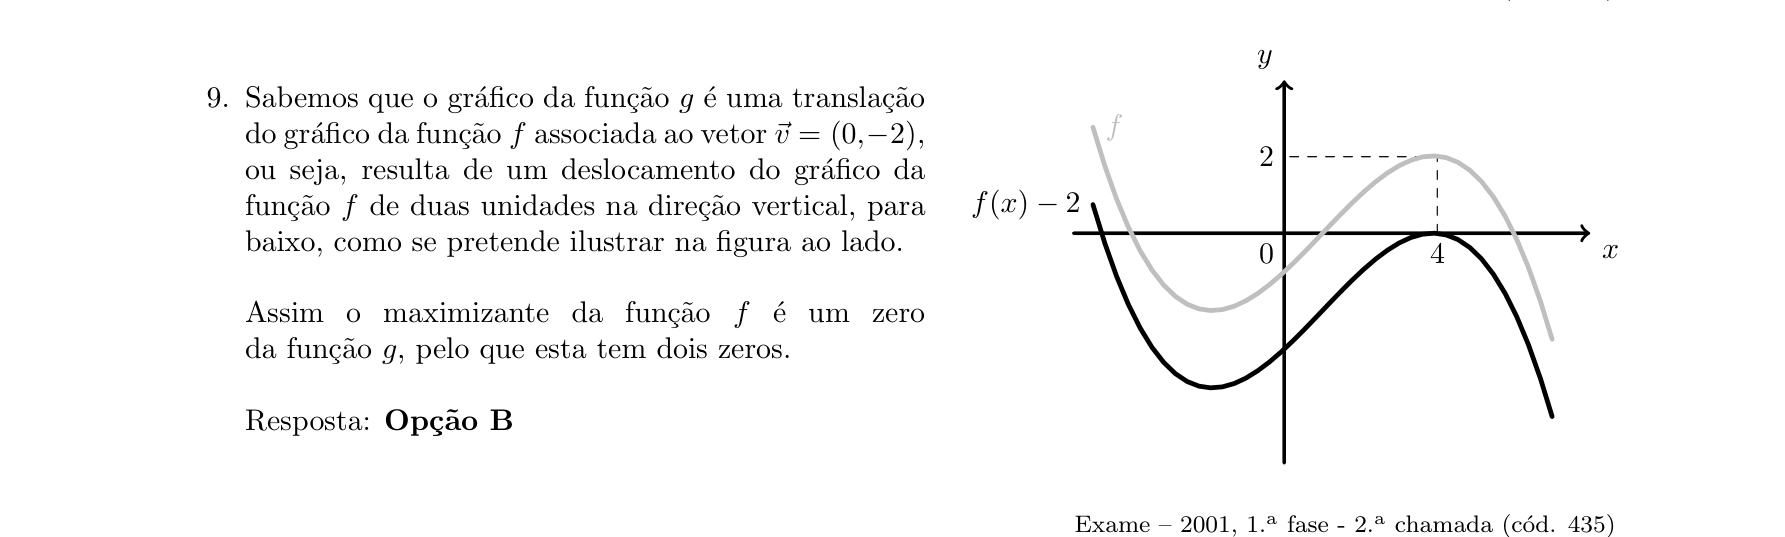 9. Sabemos que o gráfico da função g é uma translação
do gráfico da função f associada ao vetor v⃗ = (0,−2),
ou seja, resulta de um deslocamento do gráfico da
função f de duas unidades na direção vertical, para
baixo, como se pretende ilustrar na figura ao lado.
Assim o maximizante da função f é um zero
da função g, pelo que esta tem dois zeros.
Resposta: Opção B
y
f
2
f(x) − 2
0
4
x
Exame – 2001, 1.ª fase - 2.ª chamada (cód. 435)